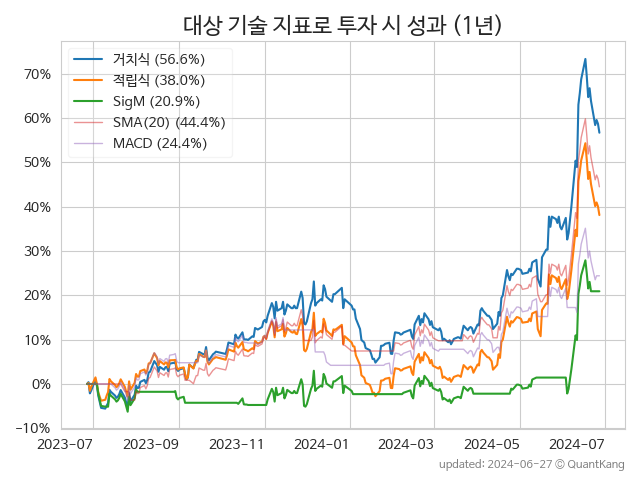 대상 기술 지표로 투자 시 성과 (1년)
거치식 (56.6%)
적립식 (38.0%)
SigM (20.9%)
SMA(20) (44.4%)
MACD (24.4%)
70%
60%
50%
40%
30%
20%
10%
0%
−10%
2023-07 2023-09 2023-11 2024-01 2024-03 2024-05 2024-07
updated: 2024-06-27 © QuantKang